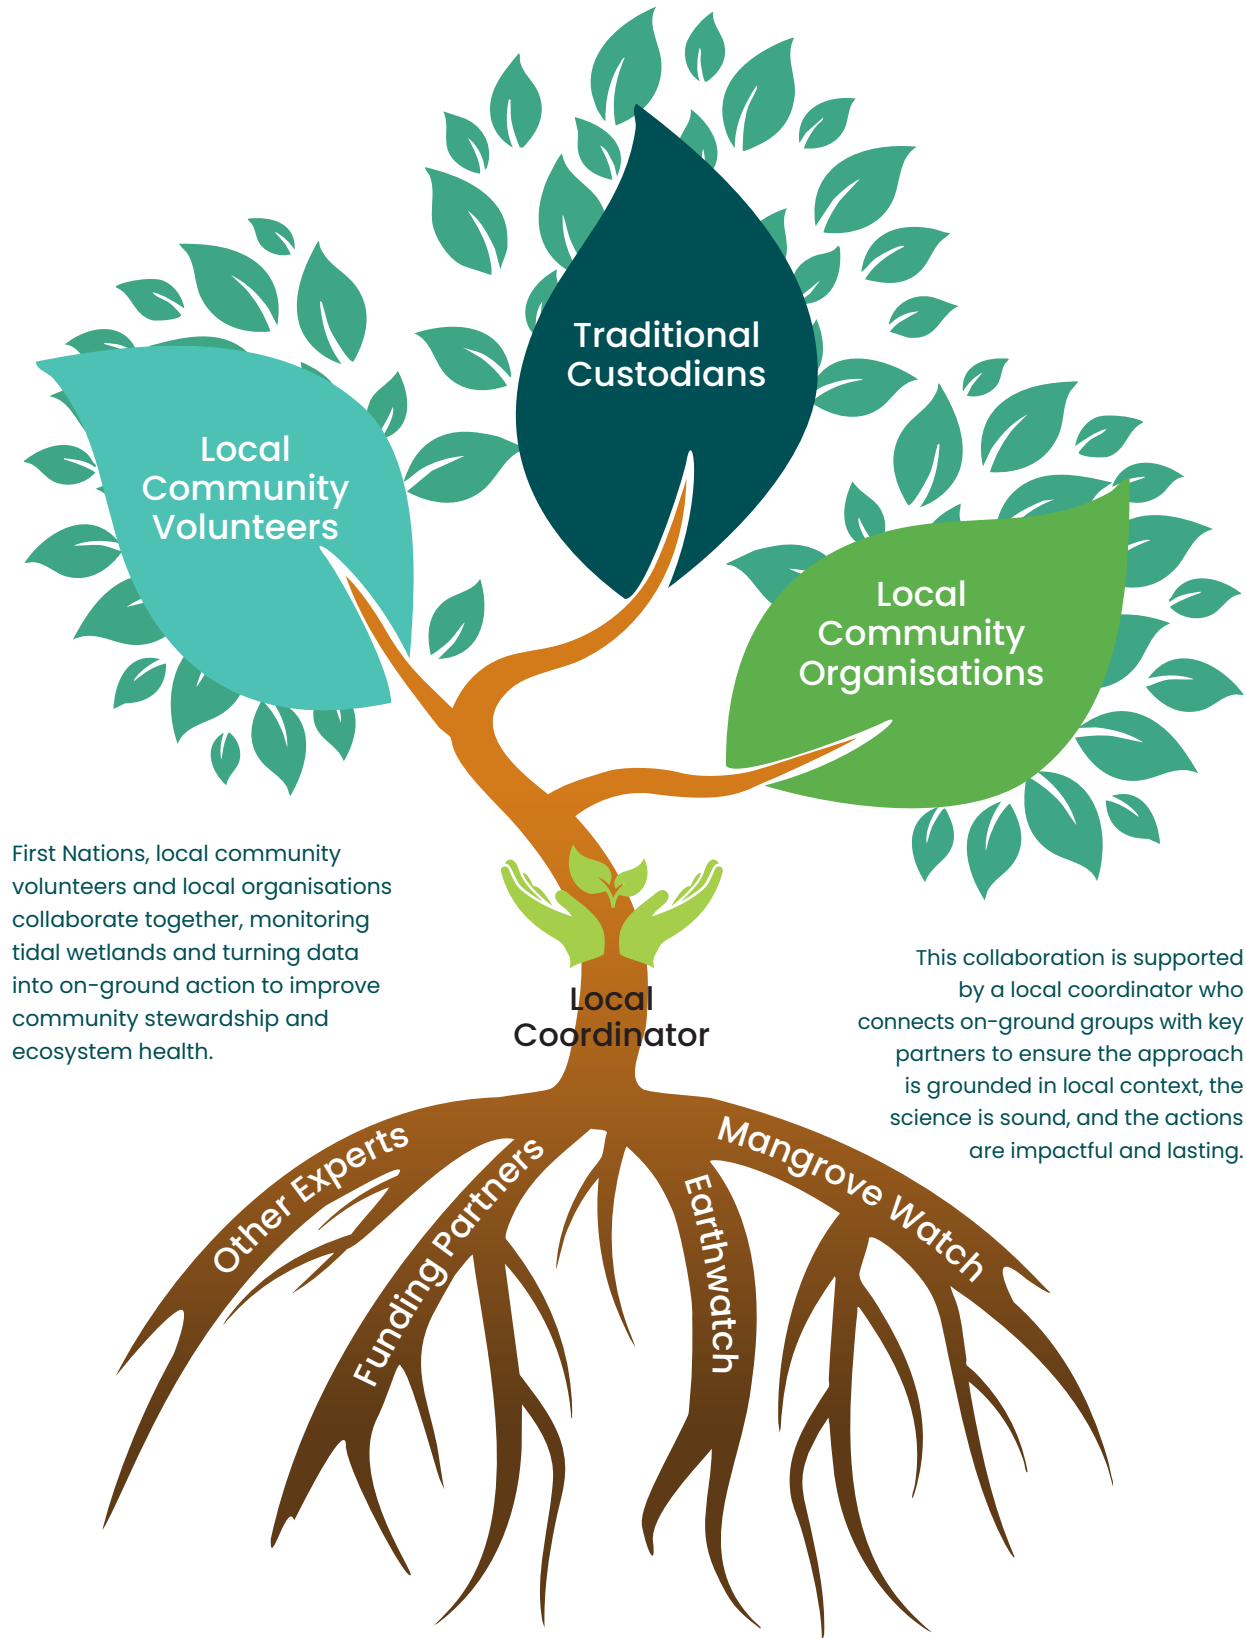 Traditional
Custodians
Local
Community
Volunteers
Local
Community
Organisations
First Nations, local community
volunteers and local organisations
collaborate together, monitoring
tidal wetlands and turning data
into on-ground action to improve
community stewardship and
ecosystem health.
This collaboration is supported
by a local coordinator who
connects on-ground groups with key
partners to ensure the approach
is grounded in local context, the
science is sound, and the actions
are impactful and lasting.
Local
Coordinator
Other Experts
Funding Partners
Earthwatch
Mangrove Watch